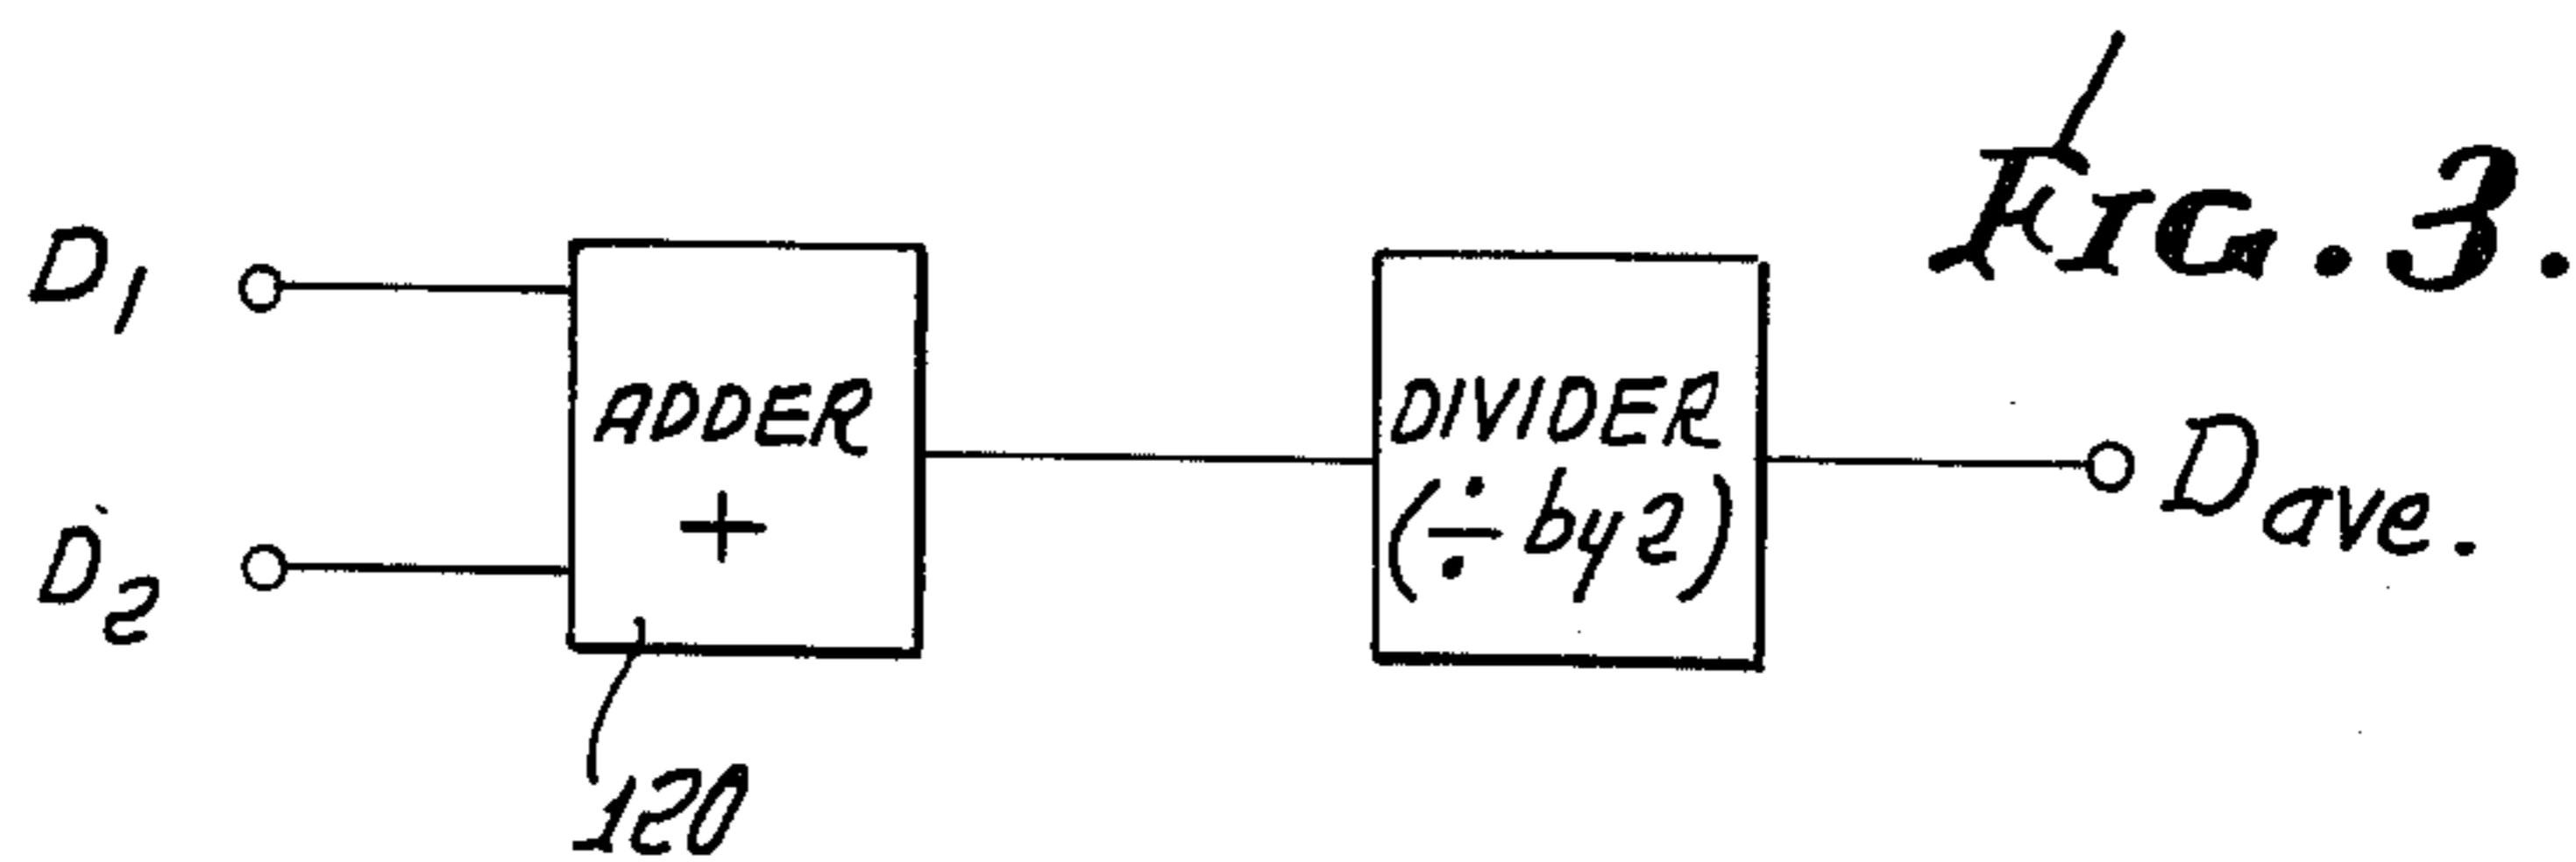 FIG. 3.
D1
D2
ADDER
+
DIVIDER
(÷ by 2)
Dave.
120